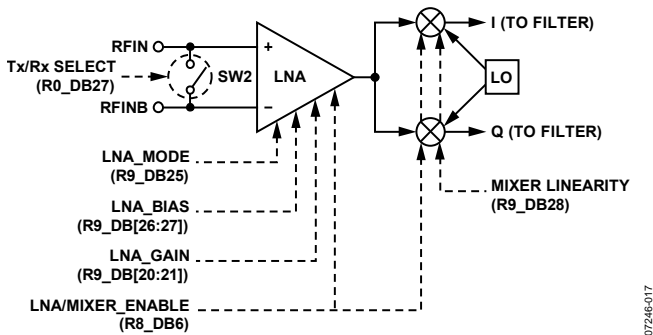 RFIN
I (TO FILTER)
Tx/Rx SELECT
(R0_DB27)
SW2
+
LNA
−
LO
RFINB
Q (TO FILTER)
LNA_MODE
(R9_DB25)
MIXER LINEARITY
(R9_DB28)
LNA_BIAS
(R9_DB[26:27])
LNA_GAIN
(R9_DB[20:21])
LNA/MIXER_ENABLE
(R8_DB6)
07246-017